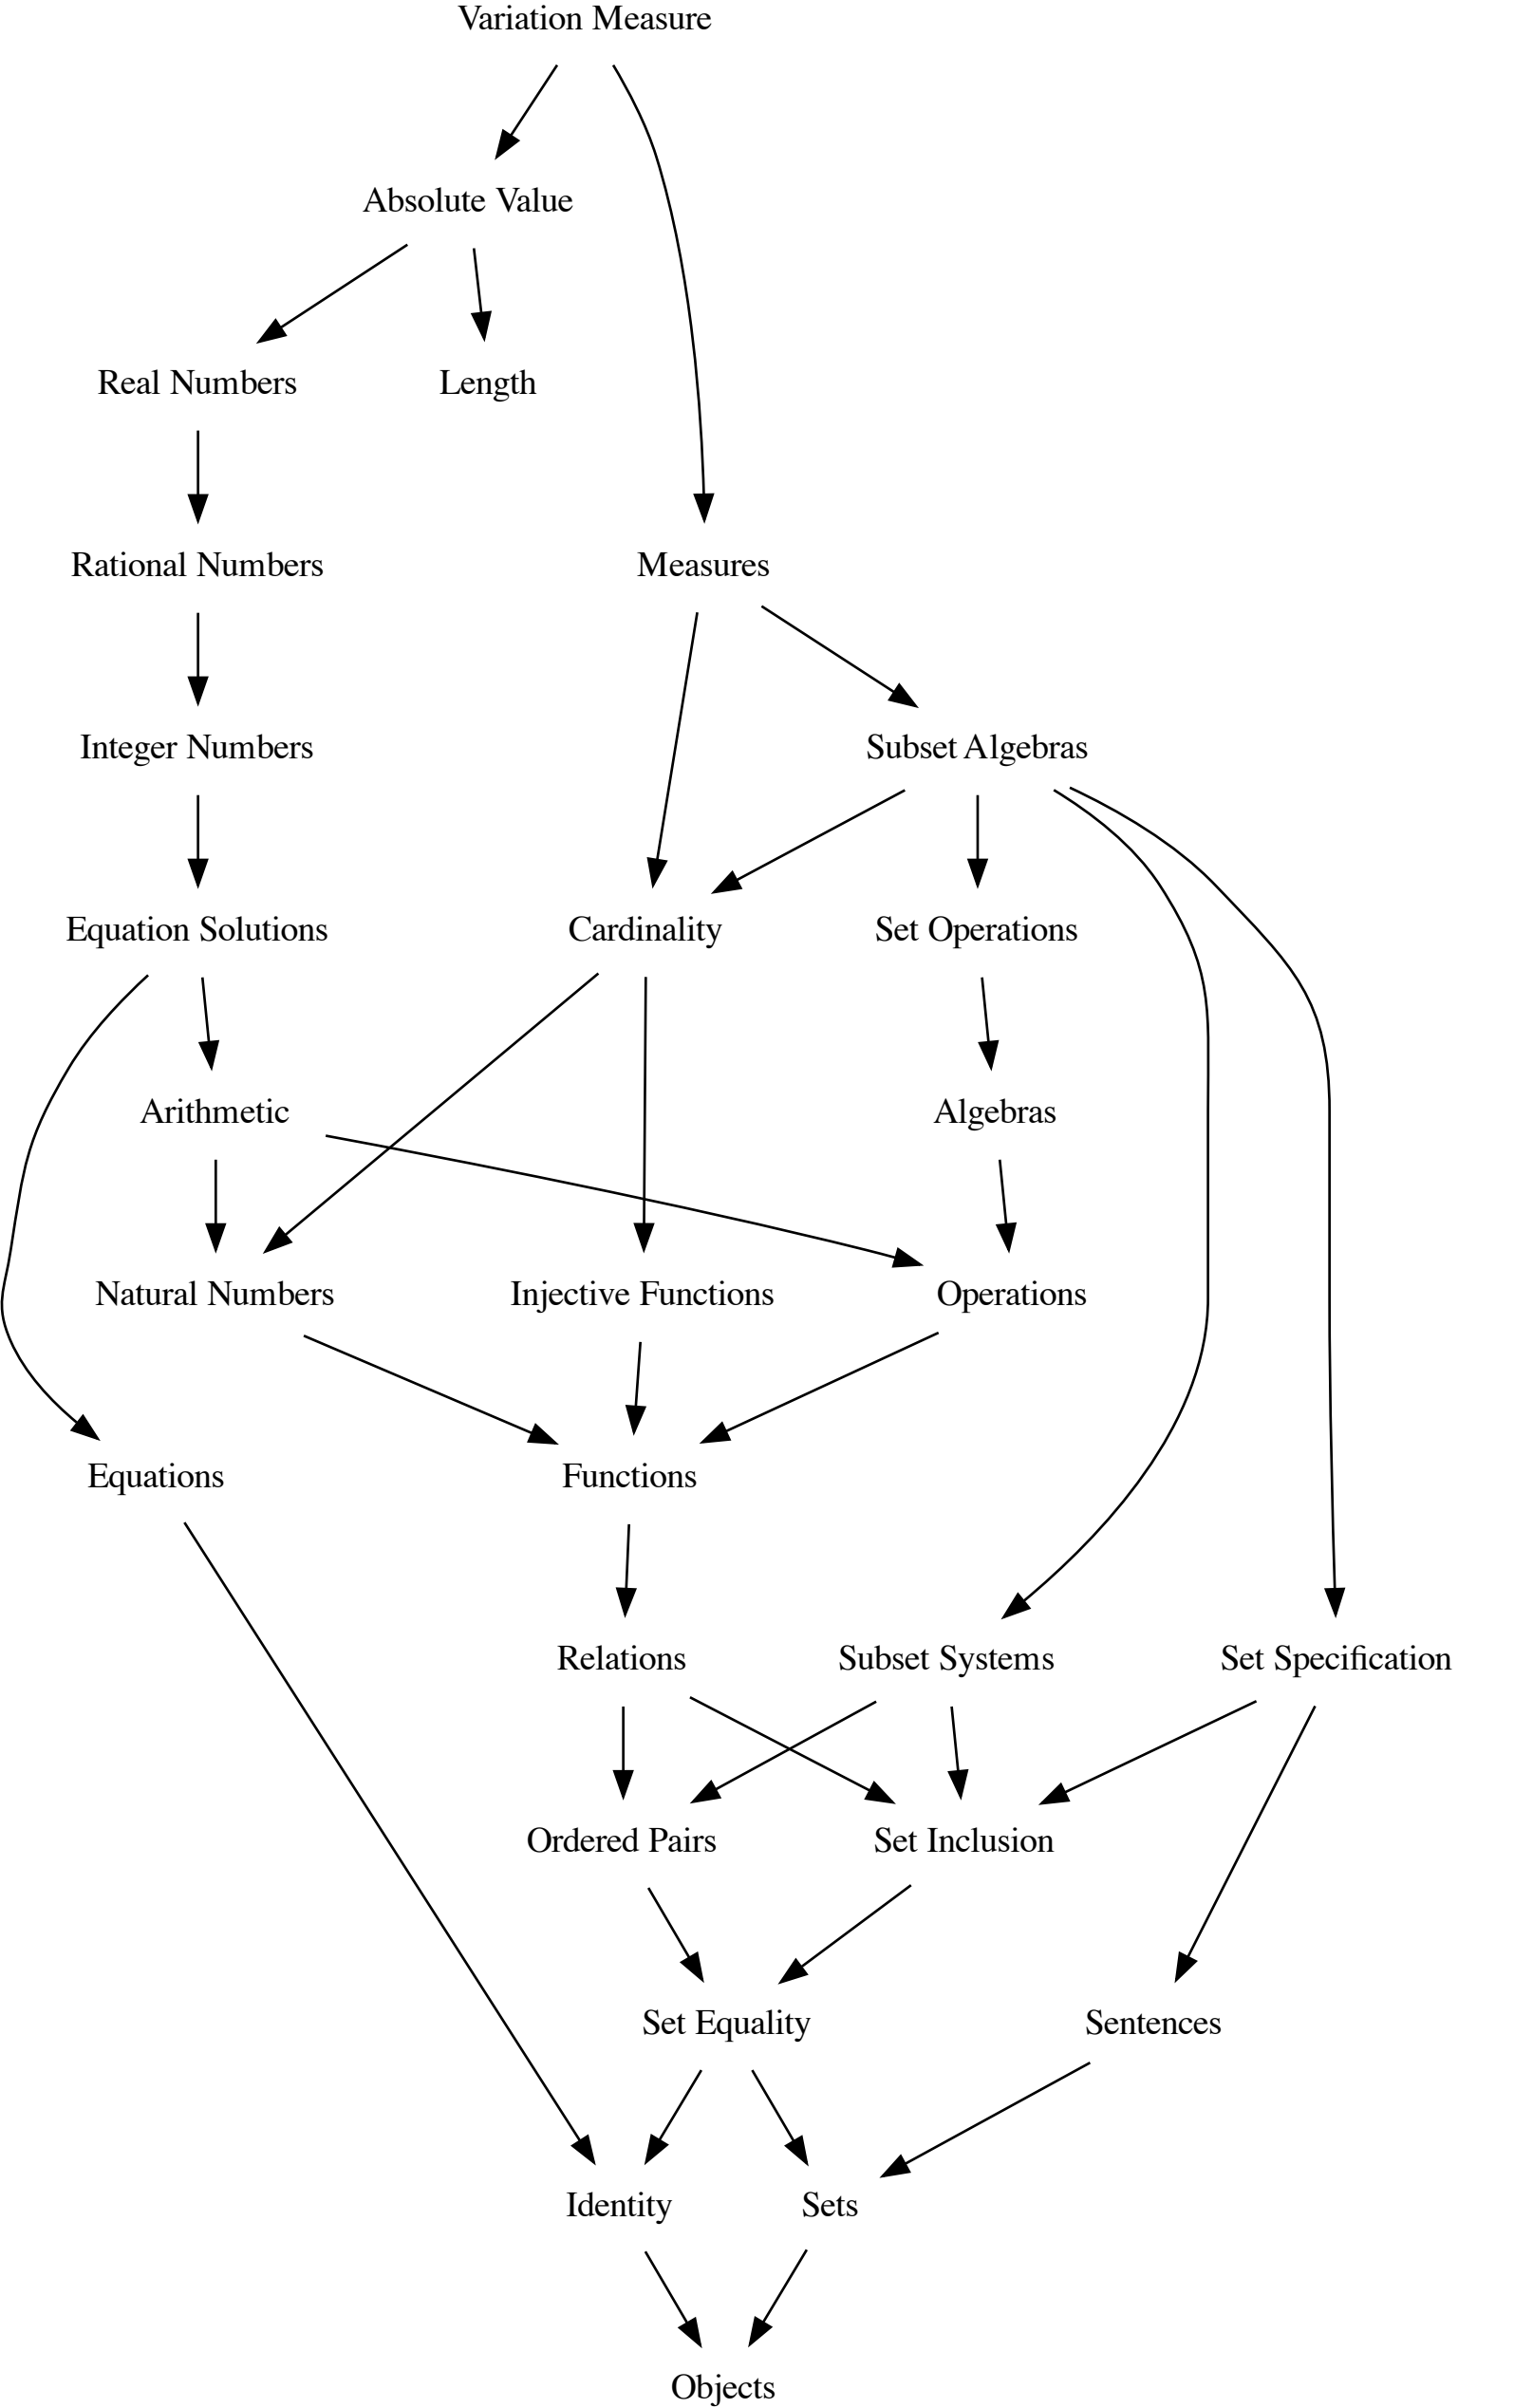 Variation Measure
Absolute Value
Real Numbers
Length
Rational Numbers
Measures
Integer Numbers
Subset Algebras
Equation Solutions
Cardinality
Set Operations
Arithmetic
Algebras
Natural Numbers
Injective Functions
Operations
Equations
Functions
Relations
Subset Systems
Set Specification
Ordered Pairs
Set Inclusion
Set Equality
Sentences
Identity
Sets
Objects